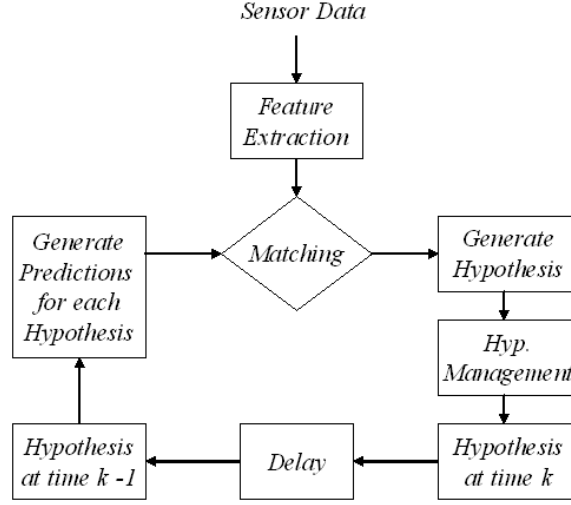 Sensor Data
Feature
Extraction
Generate
Predictions
for each
Hypothesis
Matching
Generate
Hypothesis
Hyp.
Management
Hypothesis
at time k -1
Delay
Hypothesis
at time k